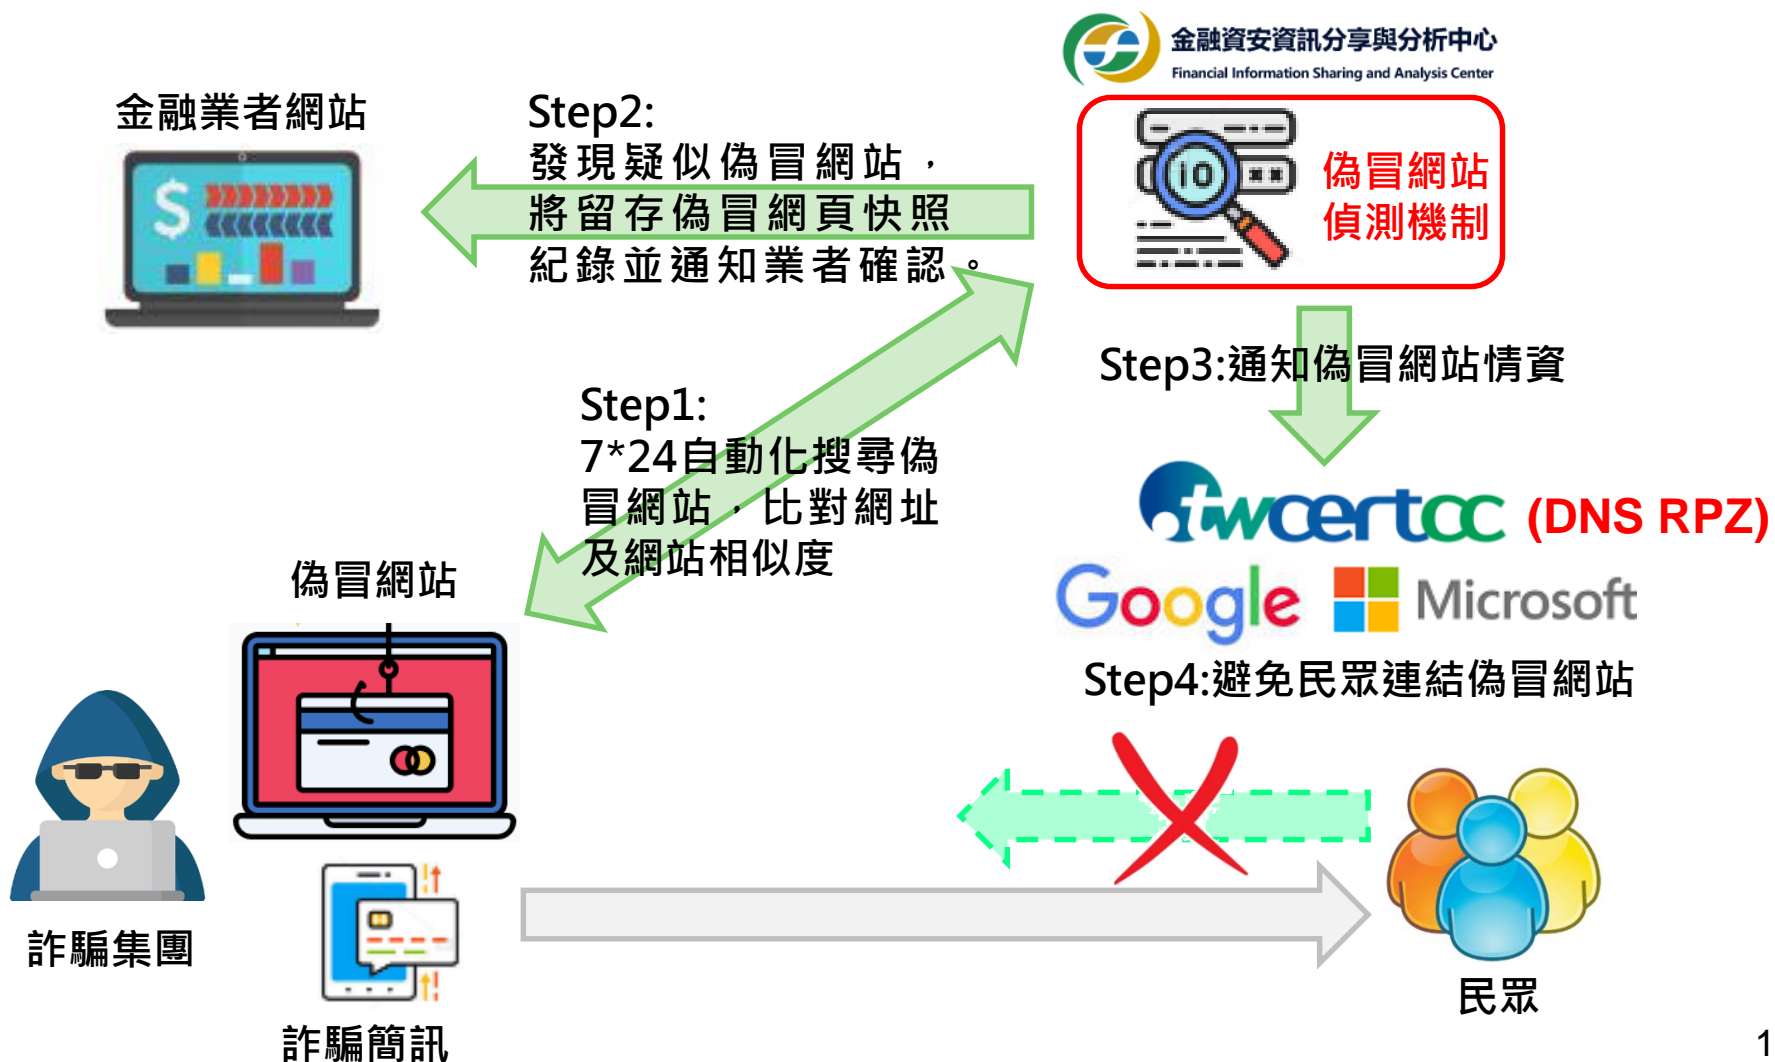 金融資安資訊分享與分析中心
Financial Information Sharing and Analysis Center
金融業者網站
Step2:
發現疑似偽冒網站，
將留存偽冒網頁快照
紀錄並通知業者確認。
iO
偽冒網站
偵測機制
Step3:通知偽冒網站情資
Step1:
7*24自動化搜尋偽
冒網站，比對網址
及網站相似度
twcertcc (DNS RPZ)
Google Microsoft
Step4:避免民眾連結偽冒網站
偽冒網站
詐騙集團
詐騙簡訊
民眾
1